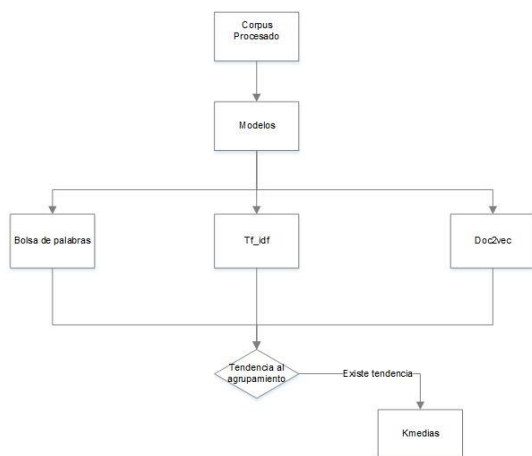 Corpus
Procesado
Modelos
Bolsa de palabras
Tf_idf
Doc2vec
Tendencia al
agrupamiento
Existe tendencia
Kmedias